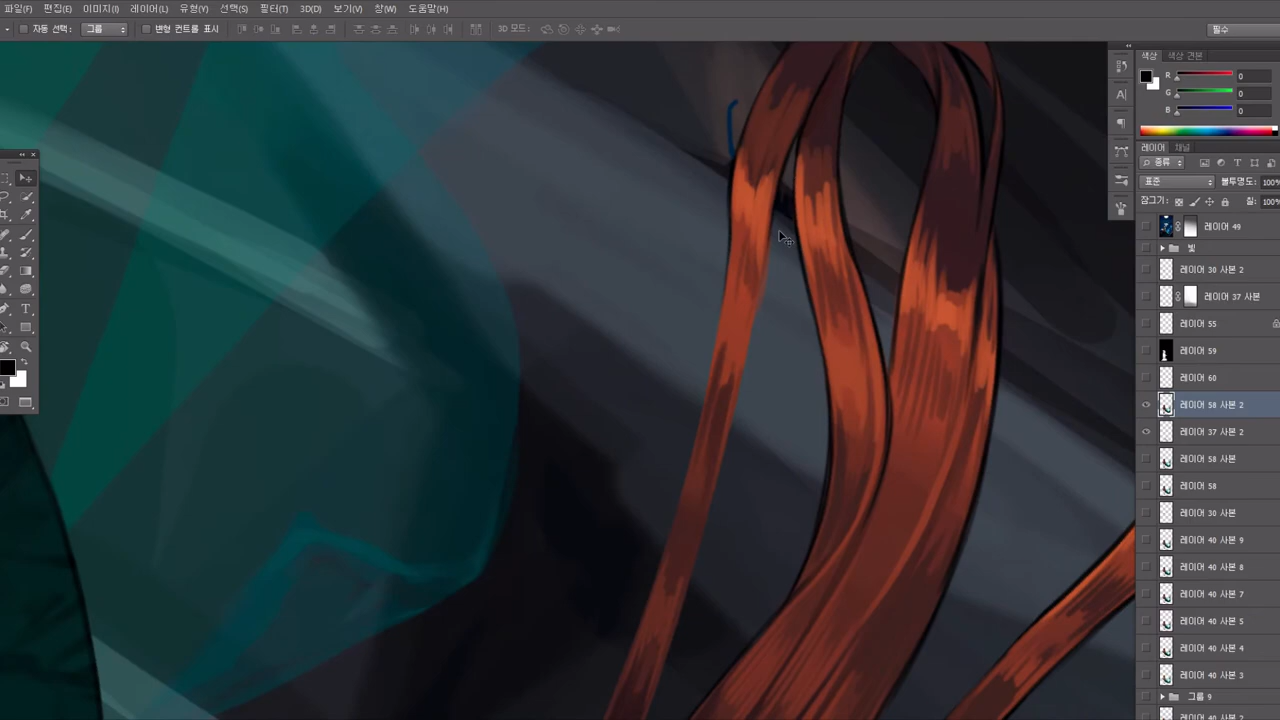 파일(F) 편집(E) 이미지(I) 레이어(L) 유형(Y) 선택(S) 필터(T) 3D(D) 보기(V) 창(W) 도움말(H)
자동 선택: 그룹 변형 컨트롤 표시 3D 모드: 필수
색상 색상 견본
R 0
G 0
B 0
레이어 채널
종류
표준 불투명도: 100%
잠그기: 칠: 100%
레이어 49
빛
레이어 30 사본 2
레이어 37 사본
레이어 55
레이어 59
레이어 60
레이어 58 사본 2
레이어 37 사본 2
레이어 58 사본
레이어 58
레이어 30 사본
레이어 40 사본 9
레이어 40 사본 8
레이어 40 사본 7
레이어 40 사본 5
레이어 40 사본 4
레이어 40 사본 3
그룹 9
레이어 40 사본 2